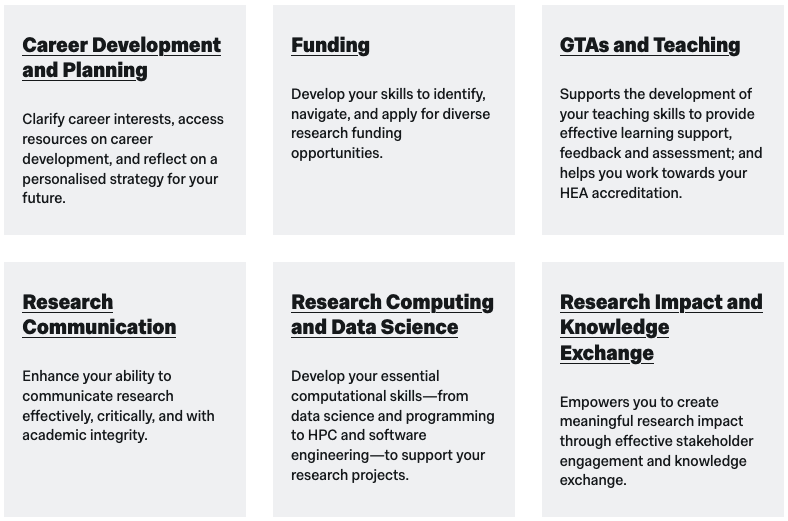 Career Development
and Planning
Clarify career interests, access
resources on career
development, and reflect on a
personalised strategy for your
future.
Funding
Develop your skills to identify,
navigate, and apply for diverse
research funding
opportunities.
GTAs and Teaching
Supports the development of
your teaching skills to provide
effective learning support,
feedback and assessment; and
helps you work towards your
HEA accreditation.
Research
Communication
Enhance your ability to
communicate research
effectively, critically, and with
academic integrity.
Research Computing
and Data Science
Develop your essential
computational skills—from
data science and programming
to HPC and software
engineering—to support your
research projects.
Research Impact and
Knowledge
Exchange
Empowers you to create
meaningful research impact
through effective stakeholder
engagement and knowledge
exchange.